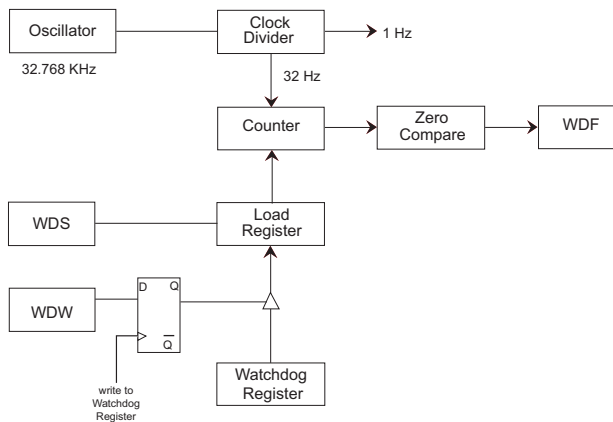 Oscillator
Clock
Divider
1 Hz
32.768 KHz
32 Hz
Counter
Zero
Compare
WDF
WDS
Load
Register
WDW
D
Q
Q
Watchdog
Register
write to
Watchdog
Register